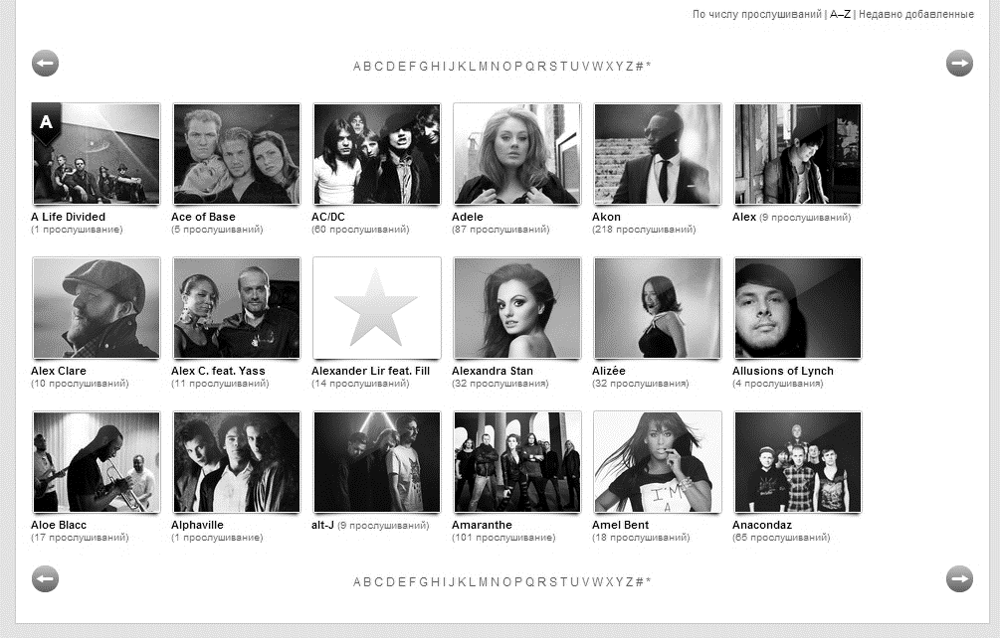 По числу прослушиваний | A–Z | Недавно добавленные
A B C D E F G H I J K L M N O P Q R S T U V W X Y Z # *
A
A Life Divided
(1 прослушивание)
Ace of Base
(5 прослушиваний)
AC/DC
(60 прослушиваний)
Adele
(87 прослушиваний)
Akon
(218 прослушиваний)
Alex (9 прослушиваний)
Alex Clare
(10 прослушиваний)
Alex C. feat. Yass
(11 прослушиваний)
Alexander Lir feat. Fill
(14 прослушиваний)
Alexandra Stan
(32 прослушивания)
Alizée
(32 прослушивания)
Allusions of Lynch
(4 прослушивания)
Aloe Blacc
(17 прослушиваний)
Alphaville
(1 прослушивание)
alt-J (9 прослушиваний)
Amaranthe
(101 прослушивание)
I'M
A
Amel Bent
(18 прослушиваний)
Anacondaz
(65 прослушиваний)
A B C D E F G H I J K L M N O P Q R S T U V W X Y Z # *